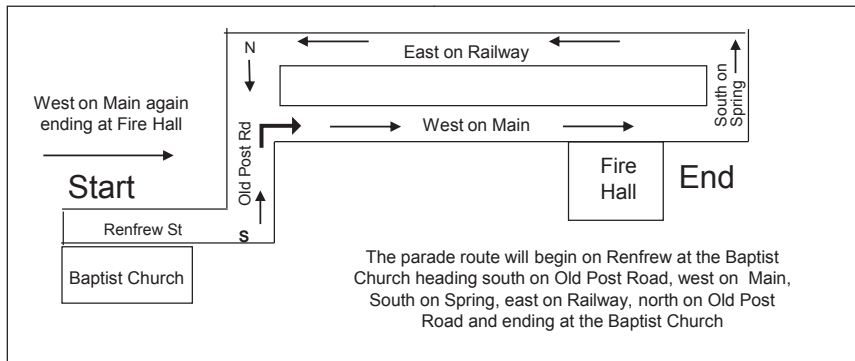 N
East on Railway
South on
Spring
West on Main again
ending at Fire Hall
Old Post Rd
West on Main
Start
Fire
Hall
End
Renfrew St
S
Baptist Church
The parade route will begin on Renfrew at the Baptist
Church heading south on Old Post Road, west on Main,
South on Spring, east on Railway, north on Old Post
Road and ending at the Baptist Church